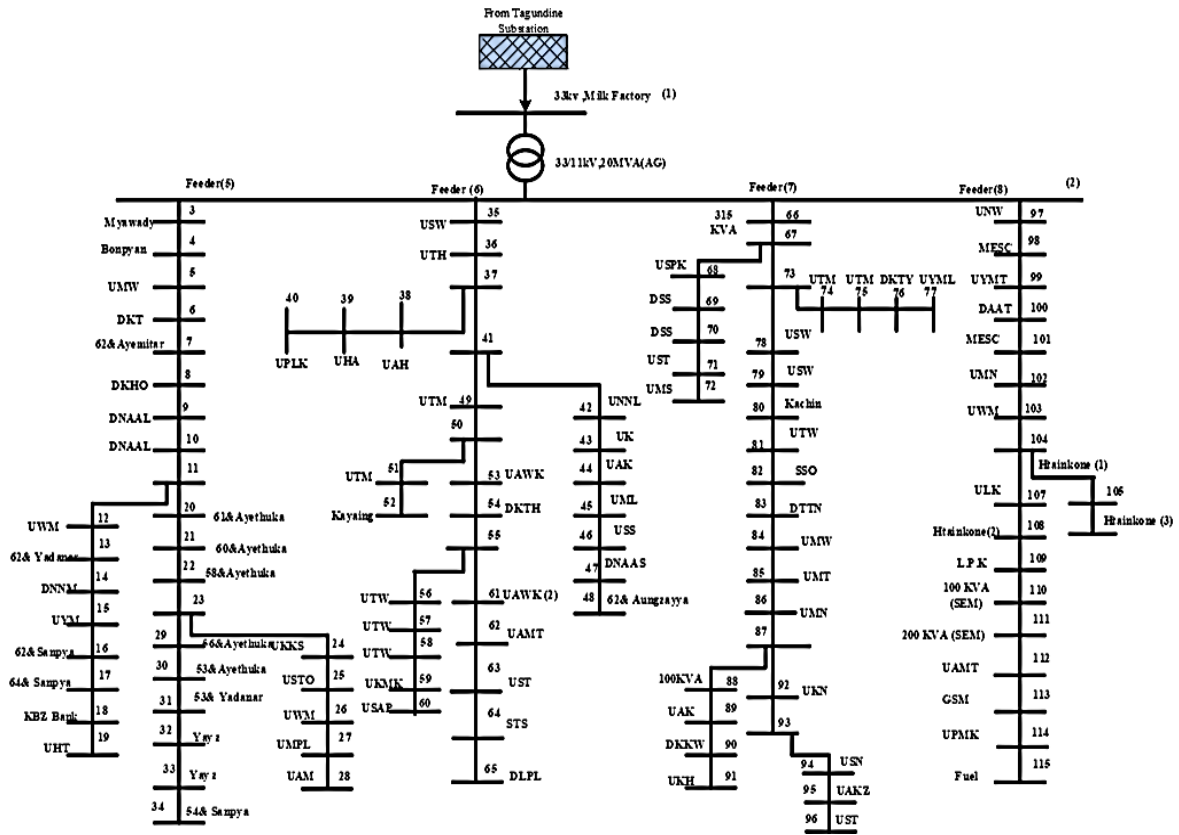 From Tagundine
Substation
33kv ,Milk Factory (1)
33/11kV,20MVA(AG)
Feeder(5)
Feeder (6)
Feeder(7)
Feeder(8)
(2)
3
Myawady
4
Bonpyan
5
UMW
6
DKT
7
62&Ayemitar
8
DKHO
9
DNAAL
10
DNAAL
11
12
UWM
13
62& Yadanar
14
DNNM
15
UYM
16
62& Sanpya
17
64& Sanpya
18
KBZ Bank
19
UHT
20
61&Ayethuka
21
60&Ayethuka
22
58&Ayethuka
23
29
56&Ayethuka
30
53&Ayethuka
31
53& Yadanar
32
Yayz
33
Yayz
34
54& Sanpya
24
UKKS
25
USTO
26
UWM
27
UMPL
28
UAM
35
USW
36
UTH
37
38
39
40
UPLK
UHA
UAH
41
UTM
49
50
51
UTM
52
Kayaing
53
UAWK
54
DKTH
55
56
UTW
57
UTW
58
UTW
59
UKMK
60
USAP
61
UAWK (2)
62
UAMT
63
UST
64
STS
65
DLPL
42
UNNL
43
UK
44
UAK
45
UML
46
USS
47
DNAAS
48
62& Aungzayya
315
KVA
66
67
USPK
68
DSS
69
DSS
70
UST
71
UMS
72
73
UTM
UTM
DKTY
UYML
74
75
76
77
78
USW
79
USW
80
Kachin
81
UTW
82
SSO
83
DTTN
84
UMW
85
UMT
86
UMN
87
100KVA
88
UAK
89
DKKW
90
UKH
91
92
UKN
93
94
USN
95
UAKZ
96
UST
UNW
97
MESC
98
UYMT
99
DAAT
100
MESC
101
UMN
102
UWM
103
104
Htainkone (1)
105
Htainkone (3)
ULK
107
Htainkone(2)
108
L.P.K
109
100 KVA
(SEM)
110
200 KVA (SEM)
111
UAMT
112
GSM
113
UPMK
114
Fuel
115